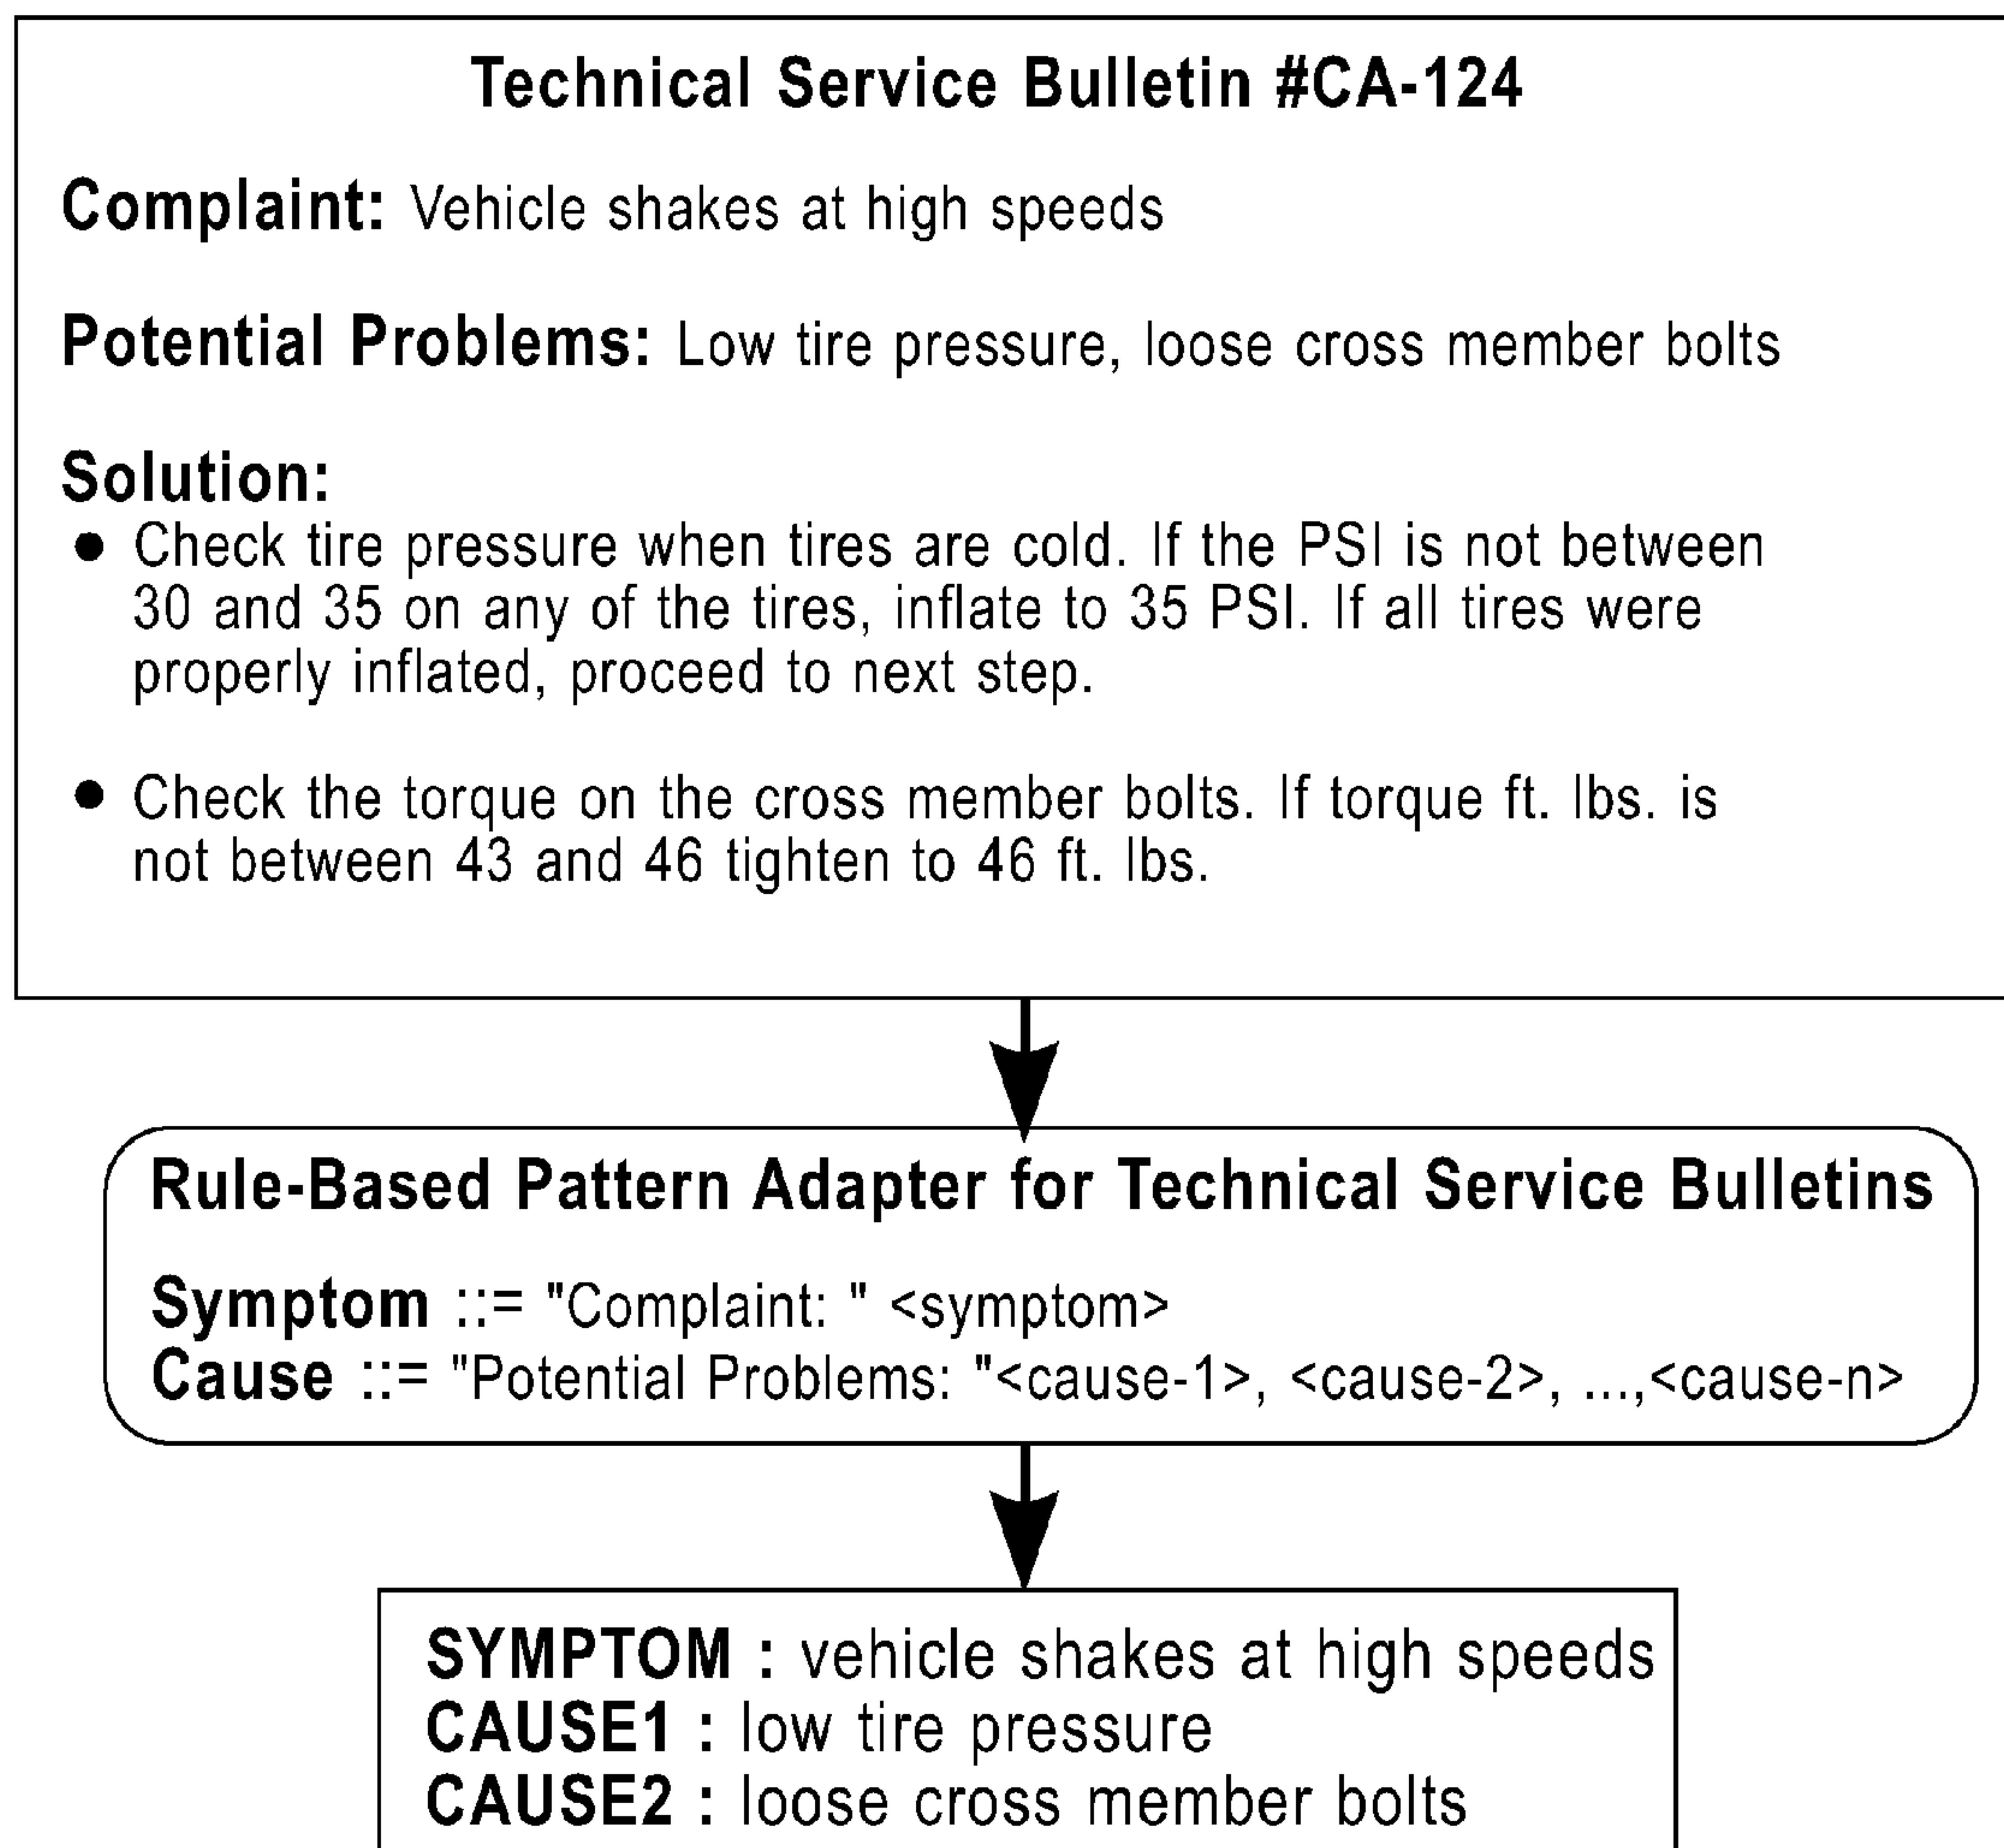 Technical Service Bulletin #CA-124
Complaint: Vehicle shakes at high speeds
Potential Problems: Low tire pressure, loose cross member bolts
Solution:
● Check tire pressure when tires are cold. If the PSI is not between
30 and 35 on any of the tires, inflate to 35 PSI. If all tires were
properly inflated, proceed to next step.
● Check the torque on the cross member bolts. If torque ft. lbs. is
not between 43 and 46 tighten to 46 ft. lbs.
Rule-Based Pattern Adapter for Technical Service Bulletins
Symptom ::= "Complaint: " <symptom>
Cause ::= "Potential Problems: "<cause-1>, <cause-2>, ...,<cause-n>
SYMPTOM : vehicle shakes at high speeds
CAUSE1 : low tire pressure
CAUSE2 : loose cross member bolts